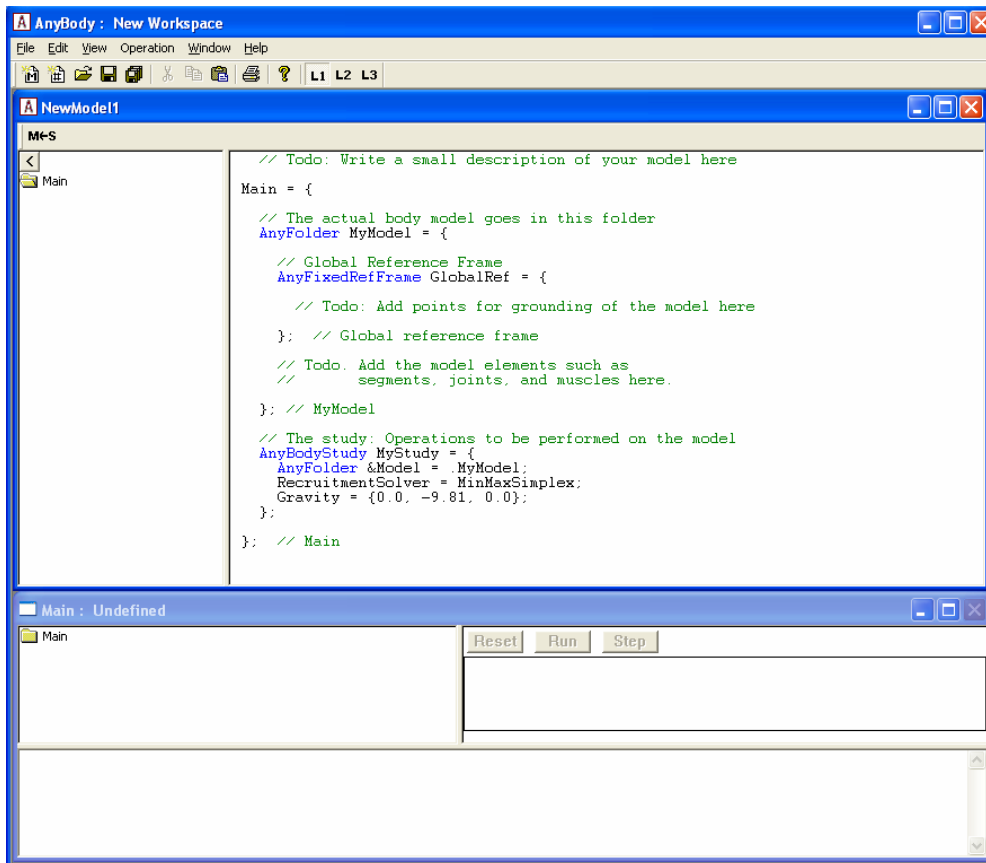 AnyBody : New Workspace
File Edit View Operation Window Help
L1 L2 L3
NewModel1
M<-S
<
Main
// Todo: Write a small description of your model here
Main = {
// The actual body model goes in this folder
AnyFolder MyModel = {
// Global Reference Frame
AnyFixedRefFrame GlobalRef = {
// Todo: Add points for grounding of the model here
}; // Global reference frame
// Todo. Add the model elements such as
// segments, joints, and muscles here.
}; // MyModel
// The study: Operations to be performed on the model
AnyBodyStudy MyStudy = {
AnyFolder &Model = .MyModel;
RecruitmentSolver = MinMaxSimplex;
Gravity = {0.0, -9.81, 0.0};
};
}; // Main
Main : Undefined
Main
Reset Run Step